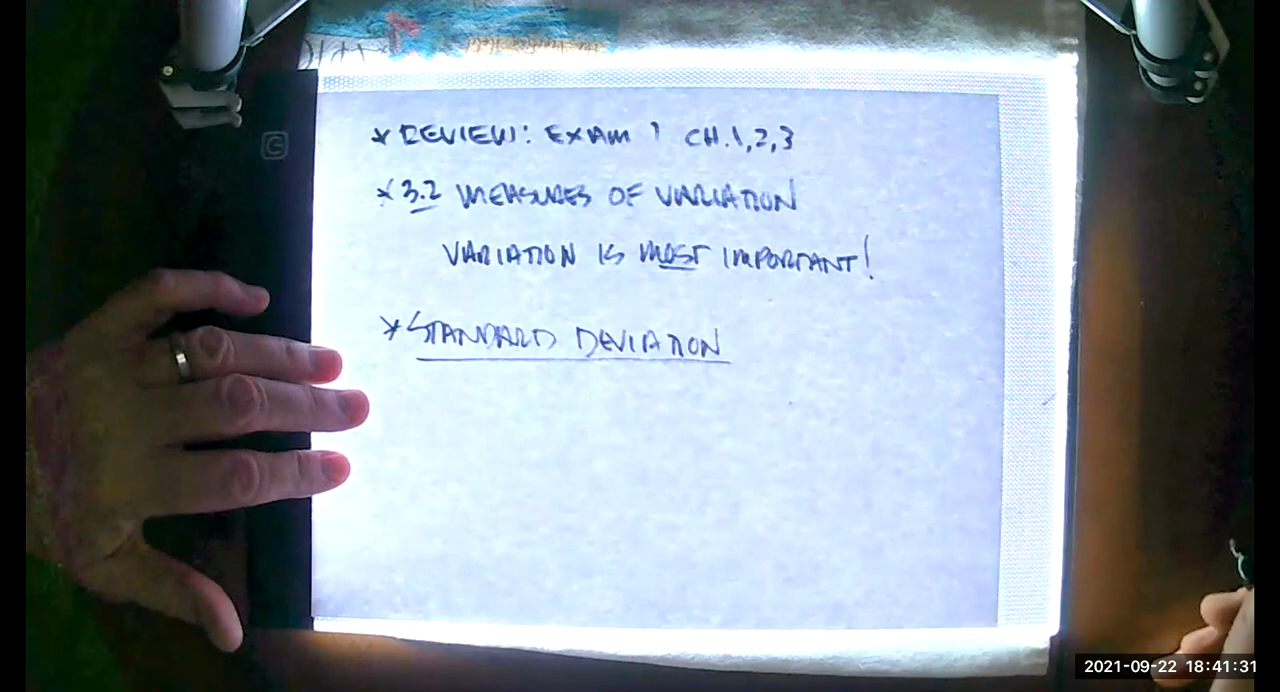 * REVIEW: EXAM 1 CH. 1, 2, 3
* 3.2 MEASURES OF VARIATION
VARIATION IS MOST IMPORTANT!
* STANDARD DEVIATION
2021-09-22 18:41:31